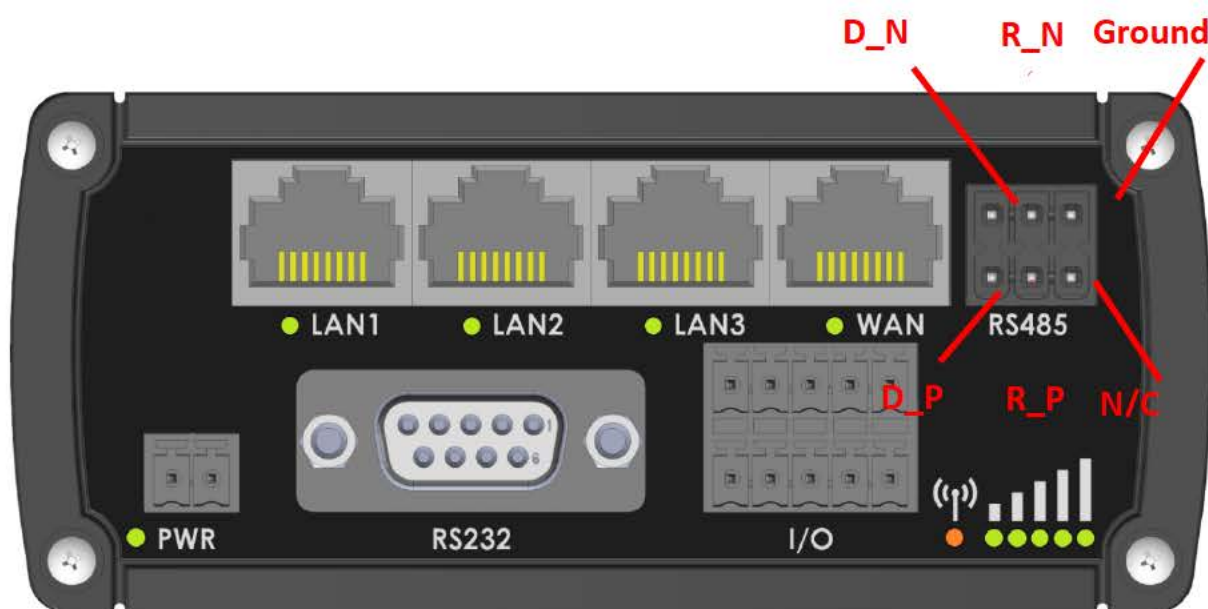 D_N R_N Ground
LAN1 LAN2 LAN3 WAN RS485
D_P R_P N/C
1
6
PWR RS232 I/O